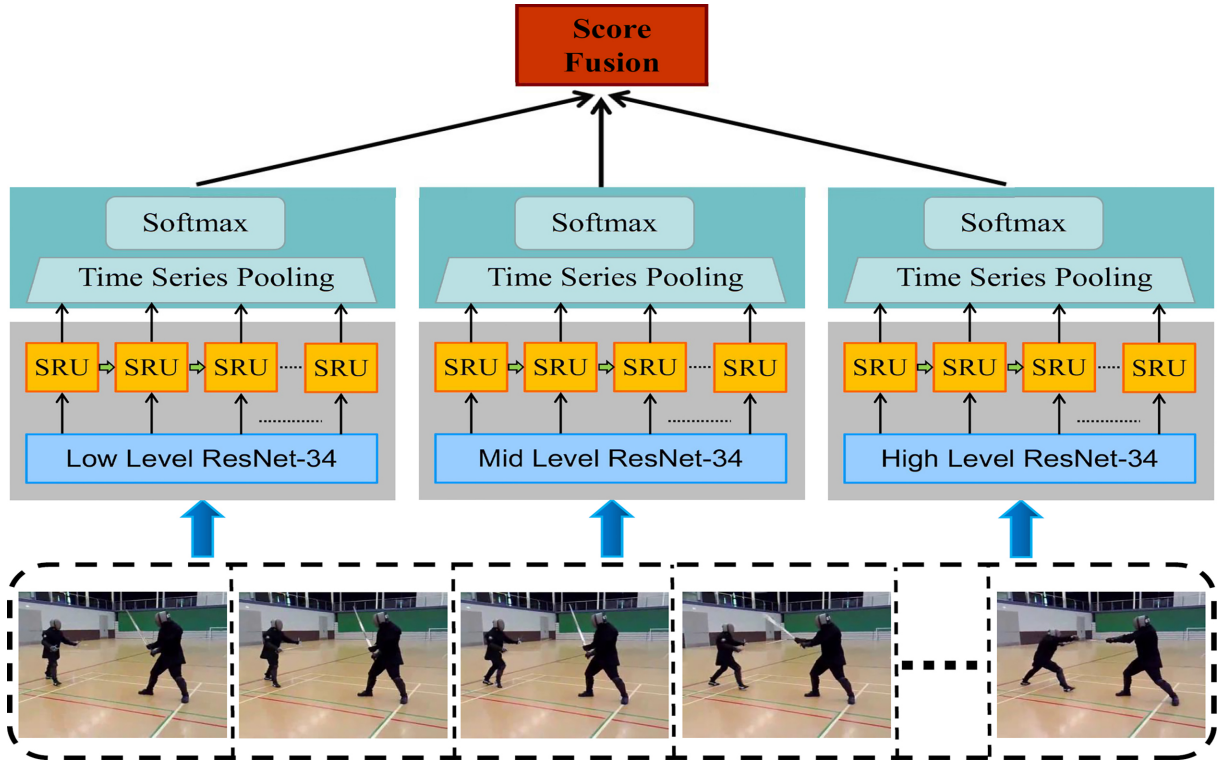 Score
Fusion
Softmax
Softmax
Softmax
Time Series Pooling
Time Series Pooling
Time Series Pooling
SRU SRU SRU SRU
SRU SRU SRU SRU
SRU SRU SRU SRU
Low Level ResNet-34
Mid Level ResNet-34
High Level ResNet-34